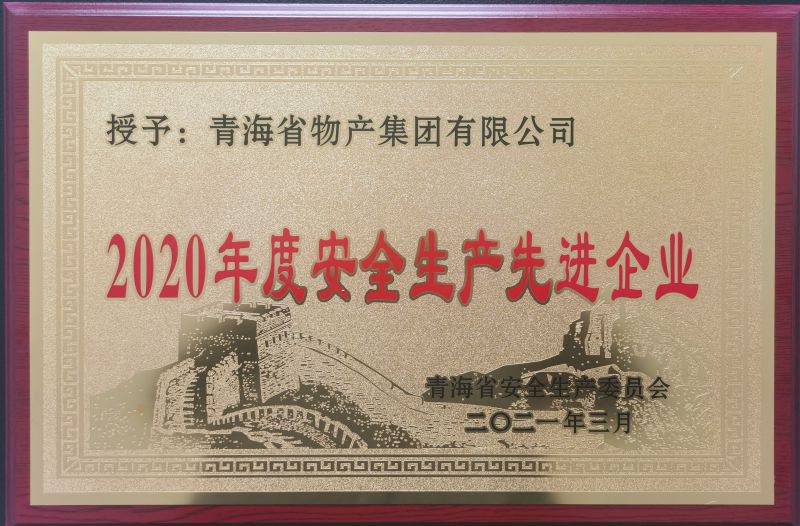 授予：青海省物产集团有限公司
2020年度安全生产先进企业
青海省安全生产委员会
二〇二一年三月